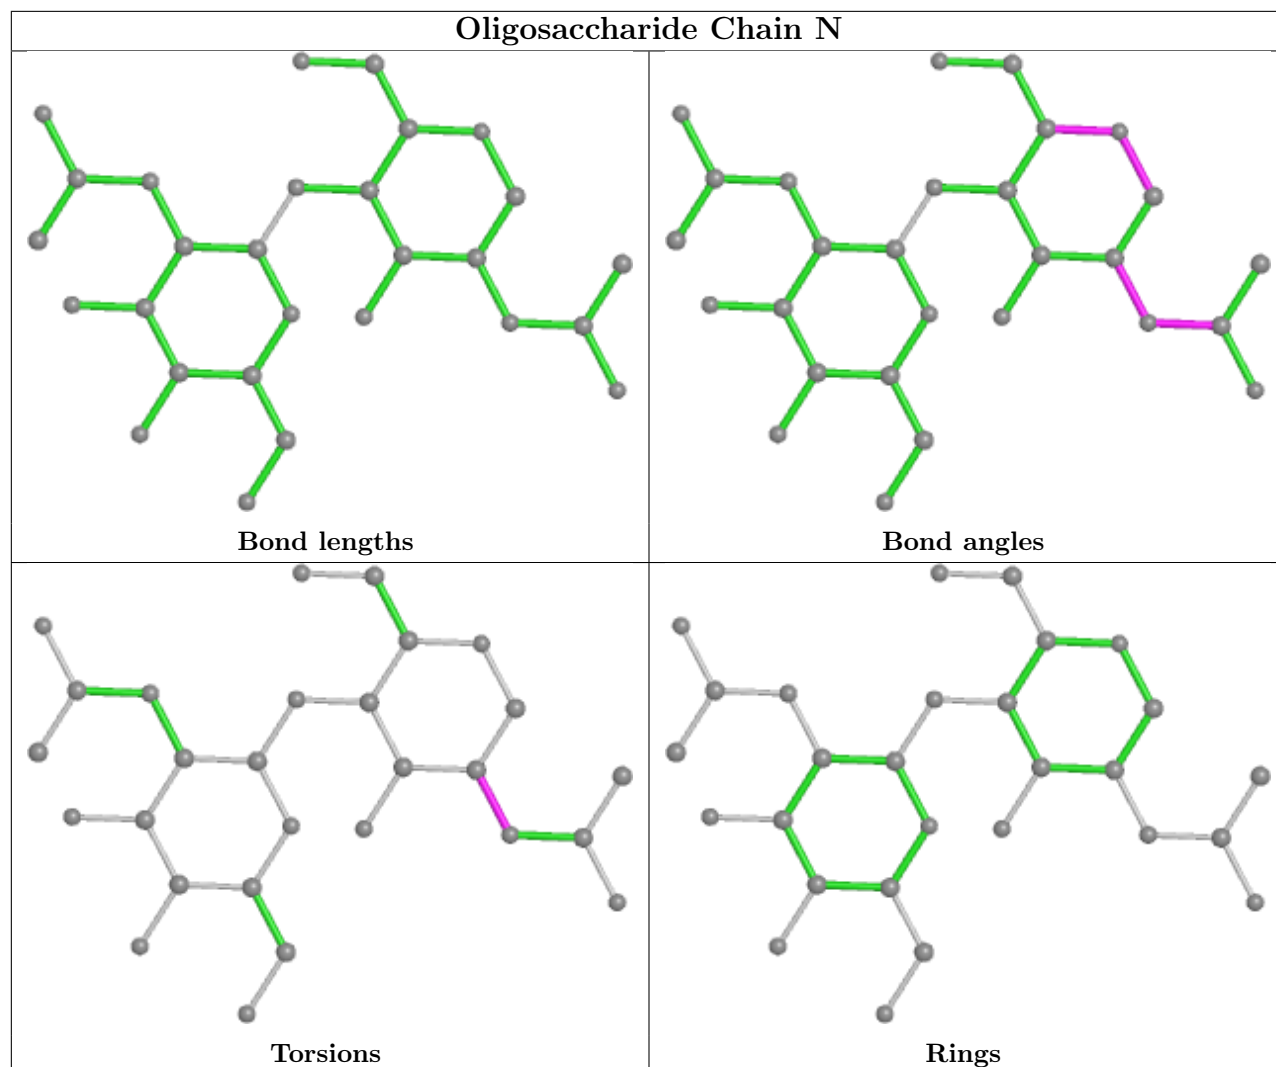 Oligosaccharide Chain N
Bond lengths
Bond angles
Torsions
Rings